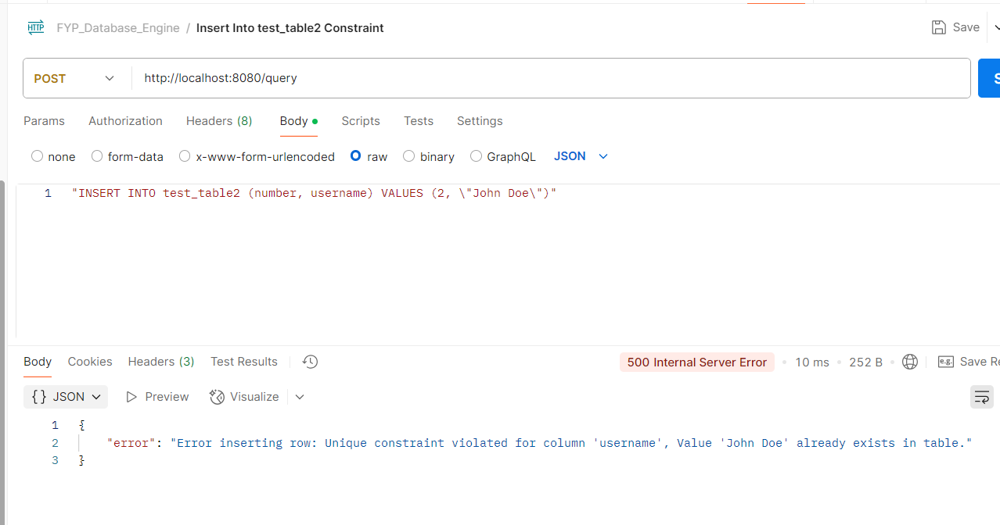 HTTP FYP_Database_Engine / Insert Into test_table2 Constraint Save
POST http://localhost:8080/query S
Params Authorization Headers (8) Body Scripts Tests Settings
none form-data x-www-form-urlencoded raw binary GraphQL JSON
1 "INSERT INTO test_table2 (number, username) VALUES (2, \"John Doe\")"
Body Cookies Headers (3) Test Results 500 Internal Server Error 10 ms 252 B e.g. Save Re
{} JSON Preview Visualize
1 {
2 "error": "Error inserting row: Unique constraint violated for column 'username', Value 'John Doe' already exists in table."
3 }